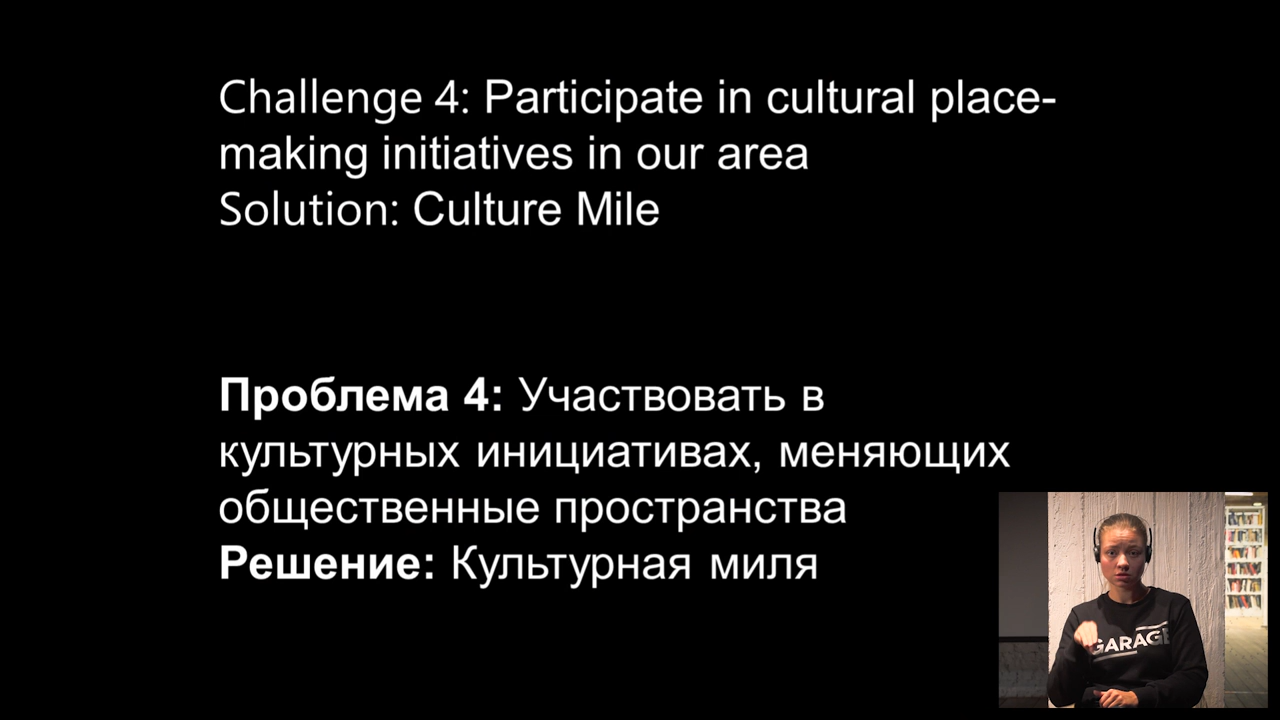 Challenge 4: Participate in cultural place-
making initiatives in our area
Solution: Culture Mile
Проблема 4: Участвовать в
культурных инициативах, меняющих
общественные пространства
Решение: Культурная миля
GARAGE